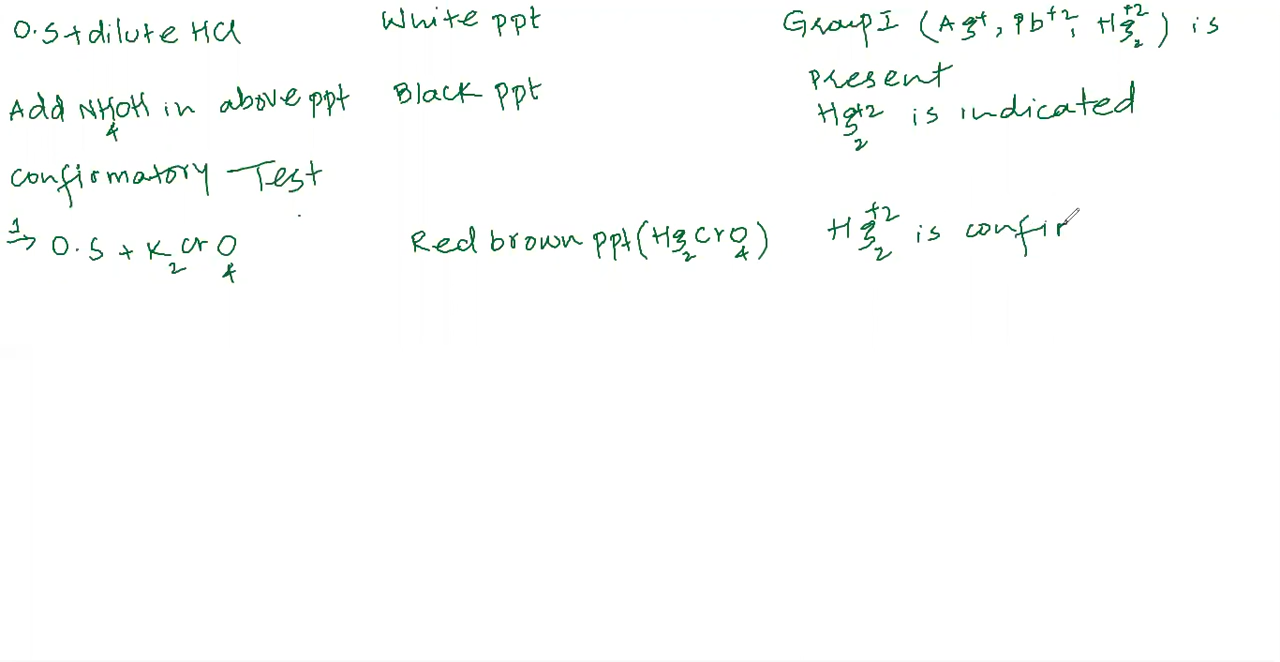 O.S + dilute HCl White ppt Group I (Ag⁺, Pb⁺², Hg₂⁺²) is
present
Add NH₄OH in above ppt Black ppt Hg₂⁺² is indicated
Confirmatory Test
1→ O.S + K₂CrO₄ Red brown ppt (Hg₂CrO₄) Hg₂⁺² is confir